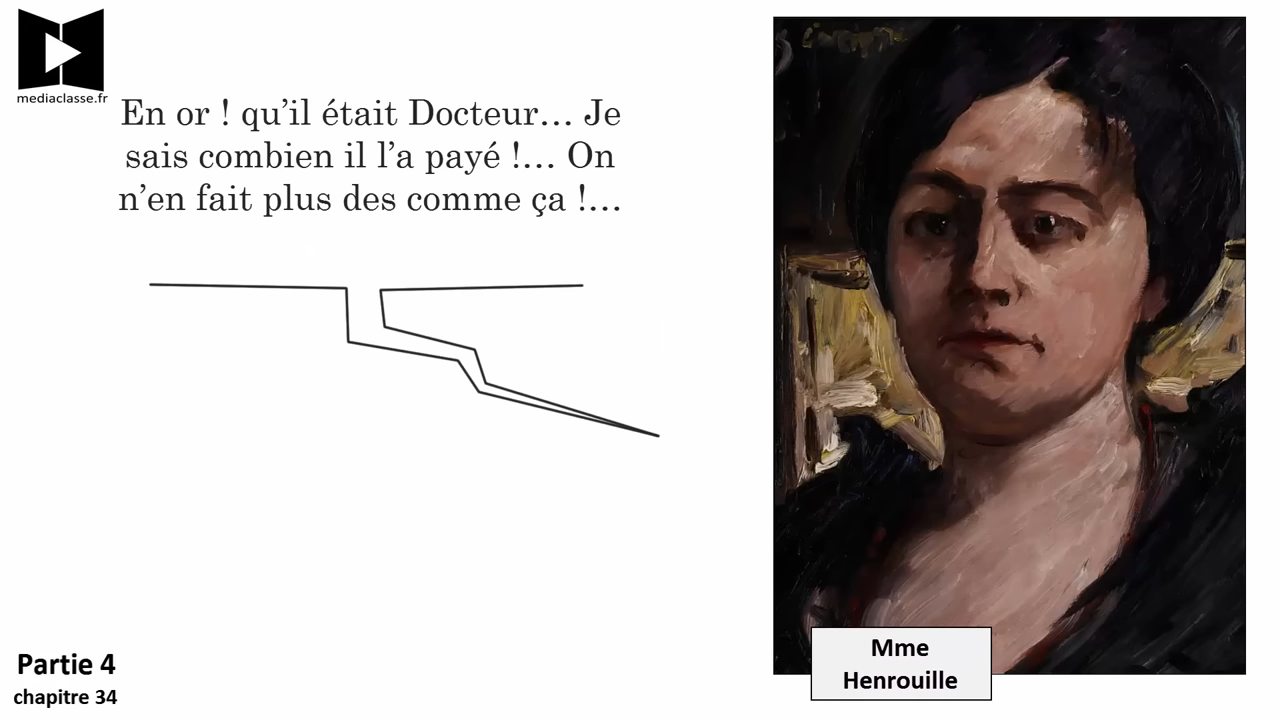 mediaclasse.fr
En or ! qu’il était Docteur… Je
sais combien il l’a payé !… On
n’en fait plus des comme ça !…
Mme
Henrouille
Partie 4
chapitre 34